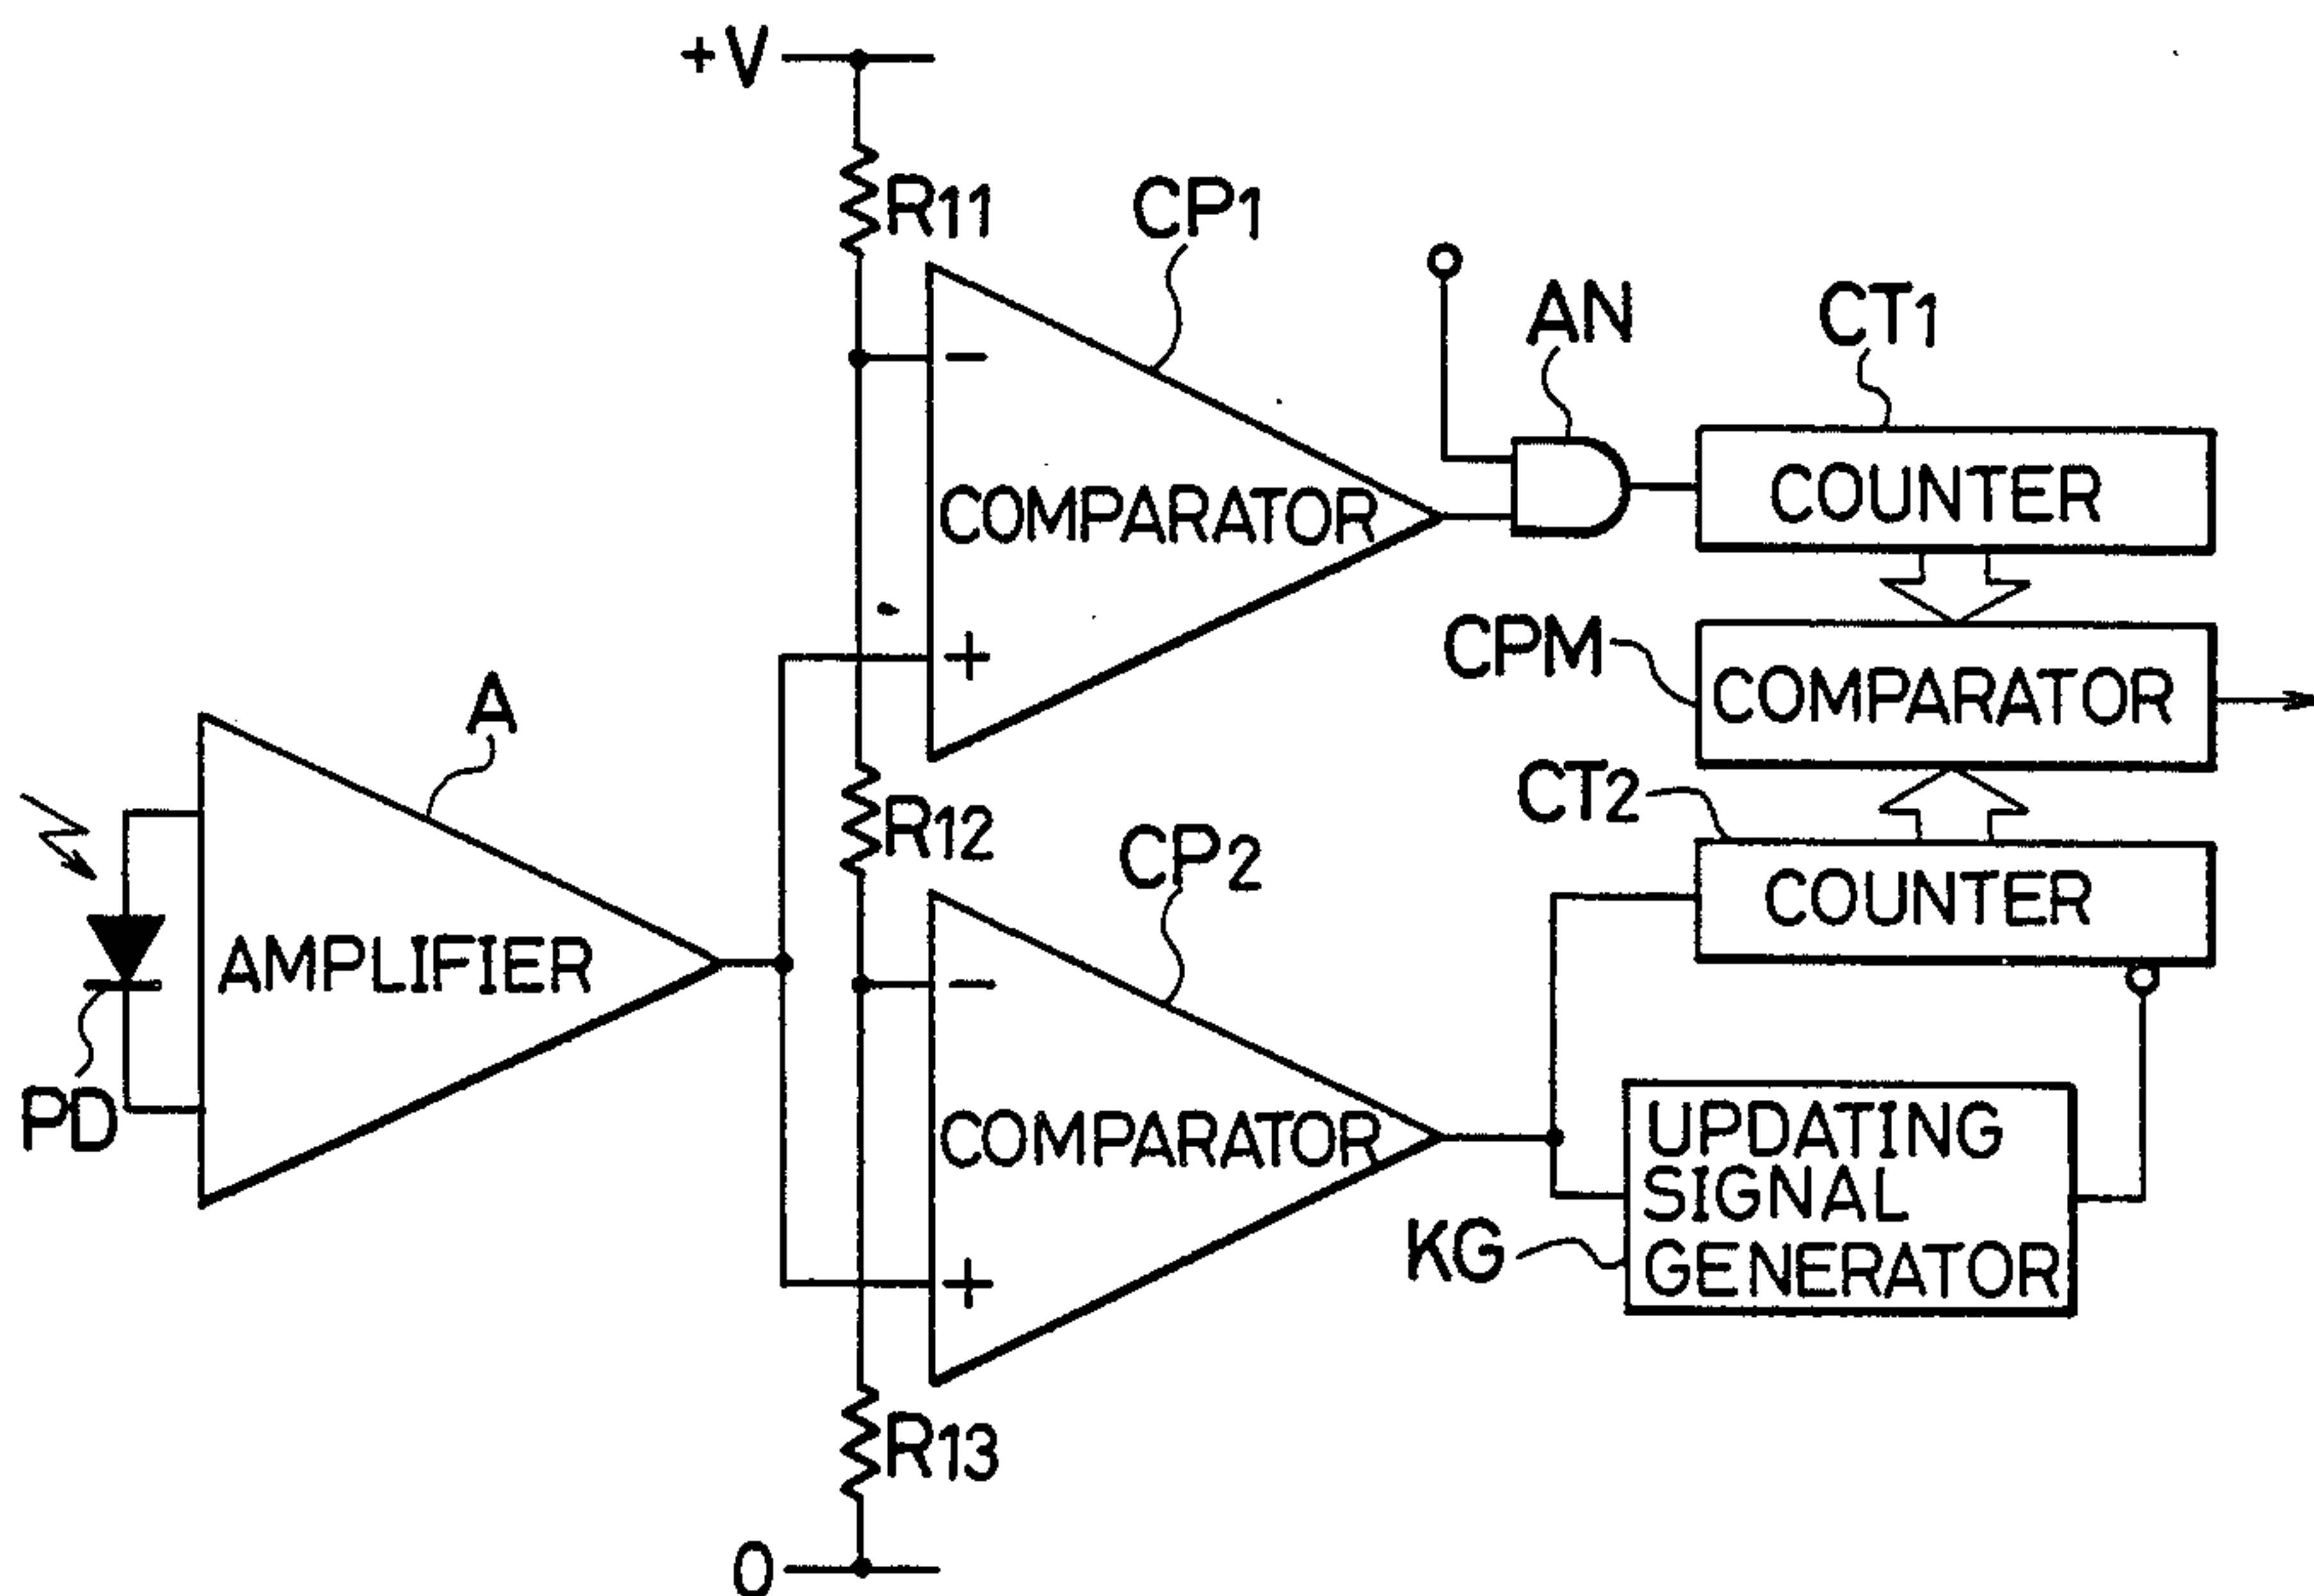 +V
R11
CP1
AN
CT1
-
COMPARATOR
COUNTER
+
CPM
COMPARATOR
A
R12
CT2
CP2
COUNTER
AMPLIFIER
-
PD
COMPARATOR
UPDATING
SIGNAL
GENERATOR
KG
+
R13
0